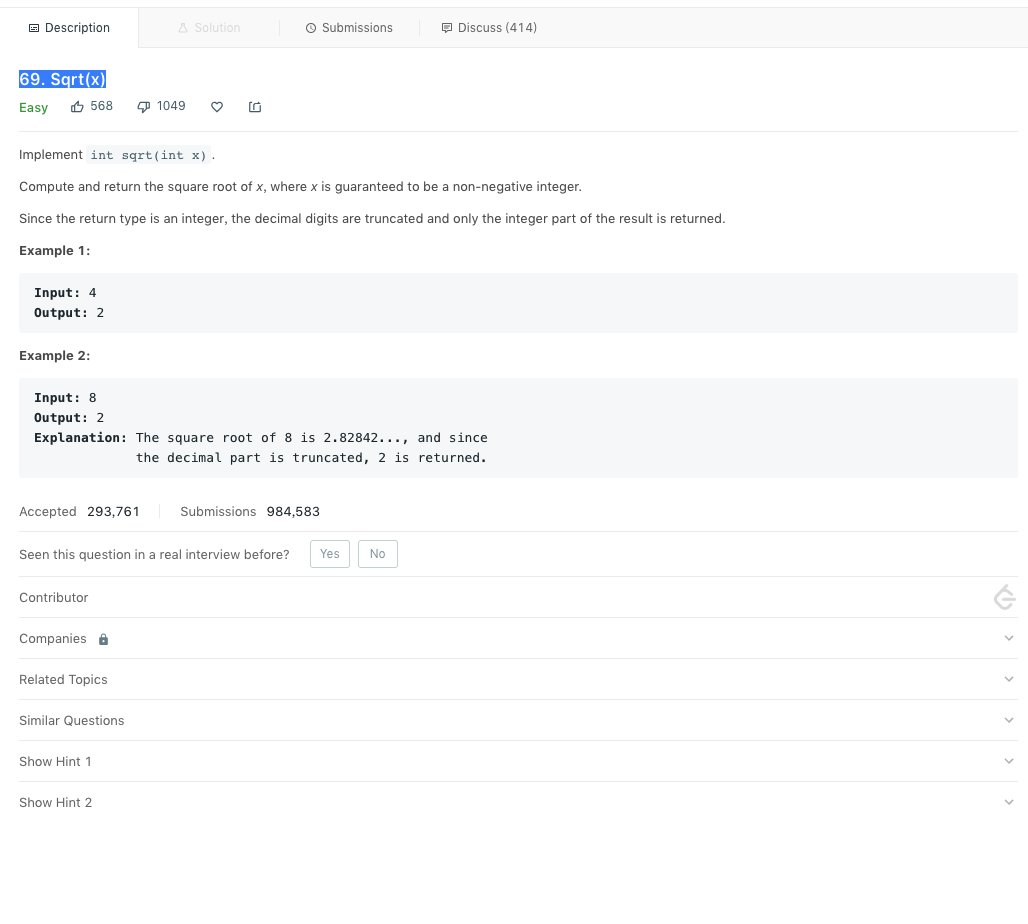 Description
Solution
Submissions
Discuss (414)
69. Sqrt(x)
Easy 568 1049
Implement int sqrt(int x).
Compute and return the square root of x, where x is guaranteed to be a non-negative integer.
Since the return type is an integer, the decimal digits are truncated and only the integer part of the result is returned.
Example 1:
Input: 4
Output: 2
Example 2:
Input: 8
Output: 2
Explanation: The square root of 8 is 2.82842..., and since
the decimal part is truncated, 2 is returned.
Accepted 293,761 Submissions 984,583
Seen this question in a real interview before? Yes No
Contributor
Companies
Related Topics
Similar Questions
Show Hint 1
Show Hint 2